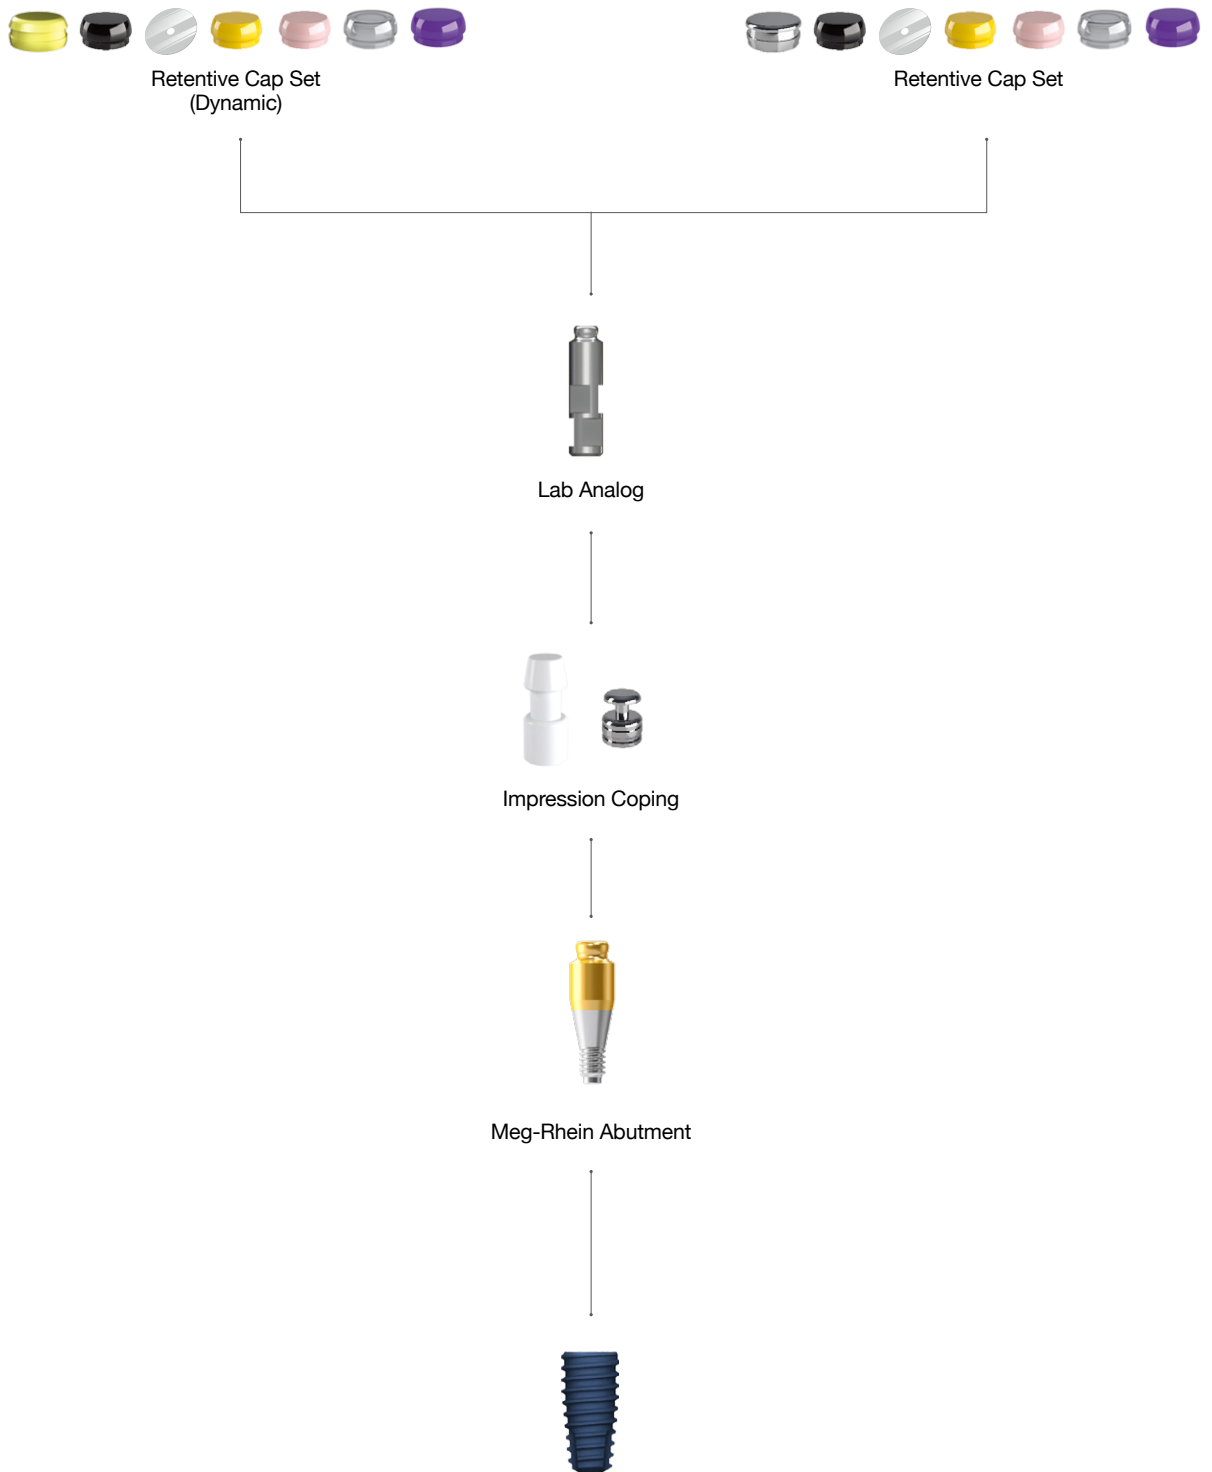 Retentive Cap Set
(Dynamic)
Retentive Cap Set
Lab Analog
Impression Coping
Meg-Rhein Abutment